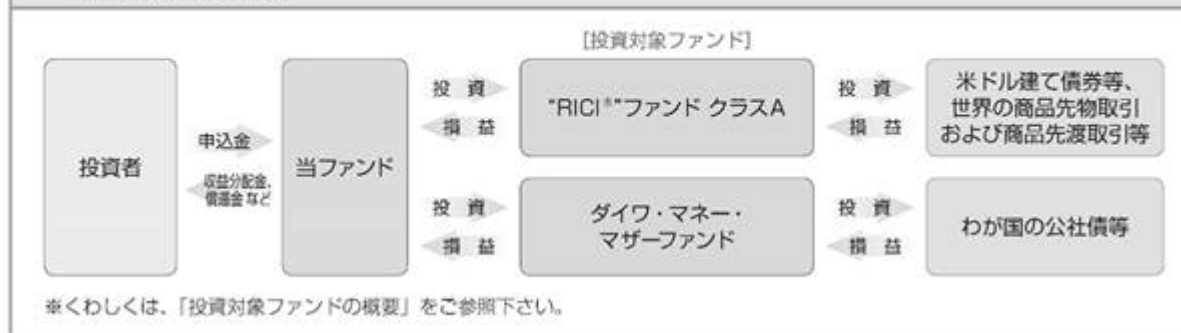 [投資対象ファンド]
投資者
申込金
収益分配金、
償還金 など
当ファンド
投 資
損 益
"RICI®"ファンド クラスA
投 資
損 益
米ドル建て債券等、
世界の商品先物取引
および商品先渡取引等
投 資
損 益
ダイワ・マネー・
マザーファンド
投 資
損 益
わが国の公社債等
※くわしくは、「投資対象ファンドの概要」をご参照下さい。